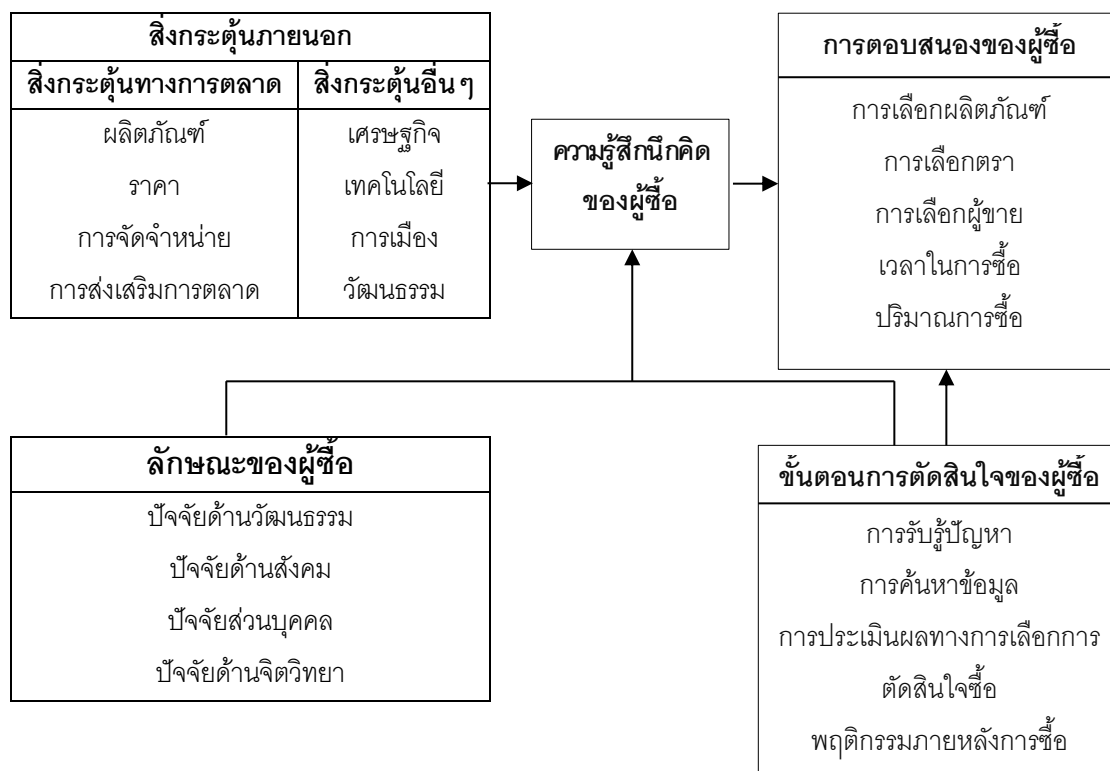 สิ่งกระตุ้นภายนอก
สิ่งกระตุ้นทางการตลาด
ผลิตภัณฑ์
ราคา
การจัดจำหน่าย
การส่งเสริมการตลาด
สิ่งกระตุ้นอื่น ๆ
เศรษฐกิจ
เทคโนโลยี
การเมือง
วัฒนธรรม
ความรู้สึกนึกคิด
ของผู้ซื้อ
การตอบสนองของผู้ซื้อ
การเลือกผลิตภัณฑ์
การเลือกตรา
การเลือกผู้ขาย
เวลาในการซื้อ
ปริมาณการซื้อ
ลักษณะของผู้ซื้อ
ปัจจัยด้านวัฒนธรรม
ปัจจัยด้านสังคม
ปัจจัยส่วนบุคคล
ปัจจัยด้านจิตวิทยา
ขั้นตอนการตัดสินใจของผู้ซื้อ
การรับรู้ปัญหา
การค้นหาข้อมูล
การประเมินผลทางการเลือกการ
ตัดสินใจซื้อ
พฤติกรรมภายหลังการซื้อ